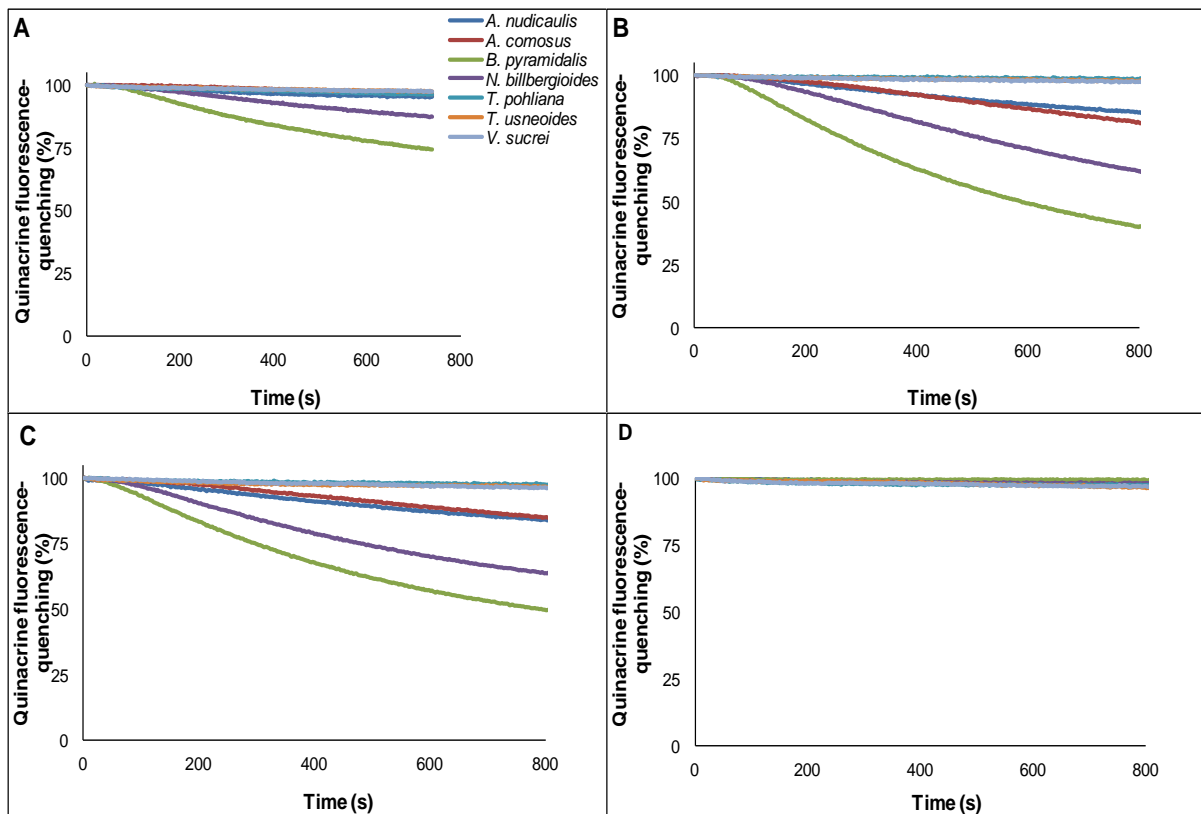 A
A. nudicaulis
A. comosus
B. pyramidalis
N. billbergioides
T. pohliana
T. usneoides
V. sucrei
Quinacrine fluorescence-
quenching (%)
100
75
50
25
0
0 200 400 600 800
Time (s)
B
Quinacrine fluorescence-
quenching (%)
100
75
50
25
0
0 200 400 600 800
Time (s)
C
Quinacrine fluorescence-
quenching (%)
100
75
50
25
0
0 200 400 600 800
Time (s)
D
Quinacrine fluorescence-
quenching (%)
100
75
50
25
0
0 200 400 600 800
Time (s)